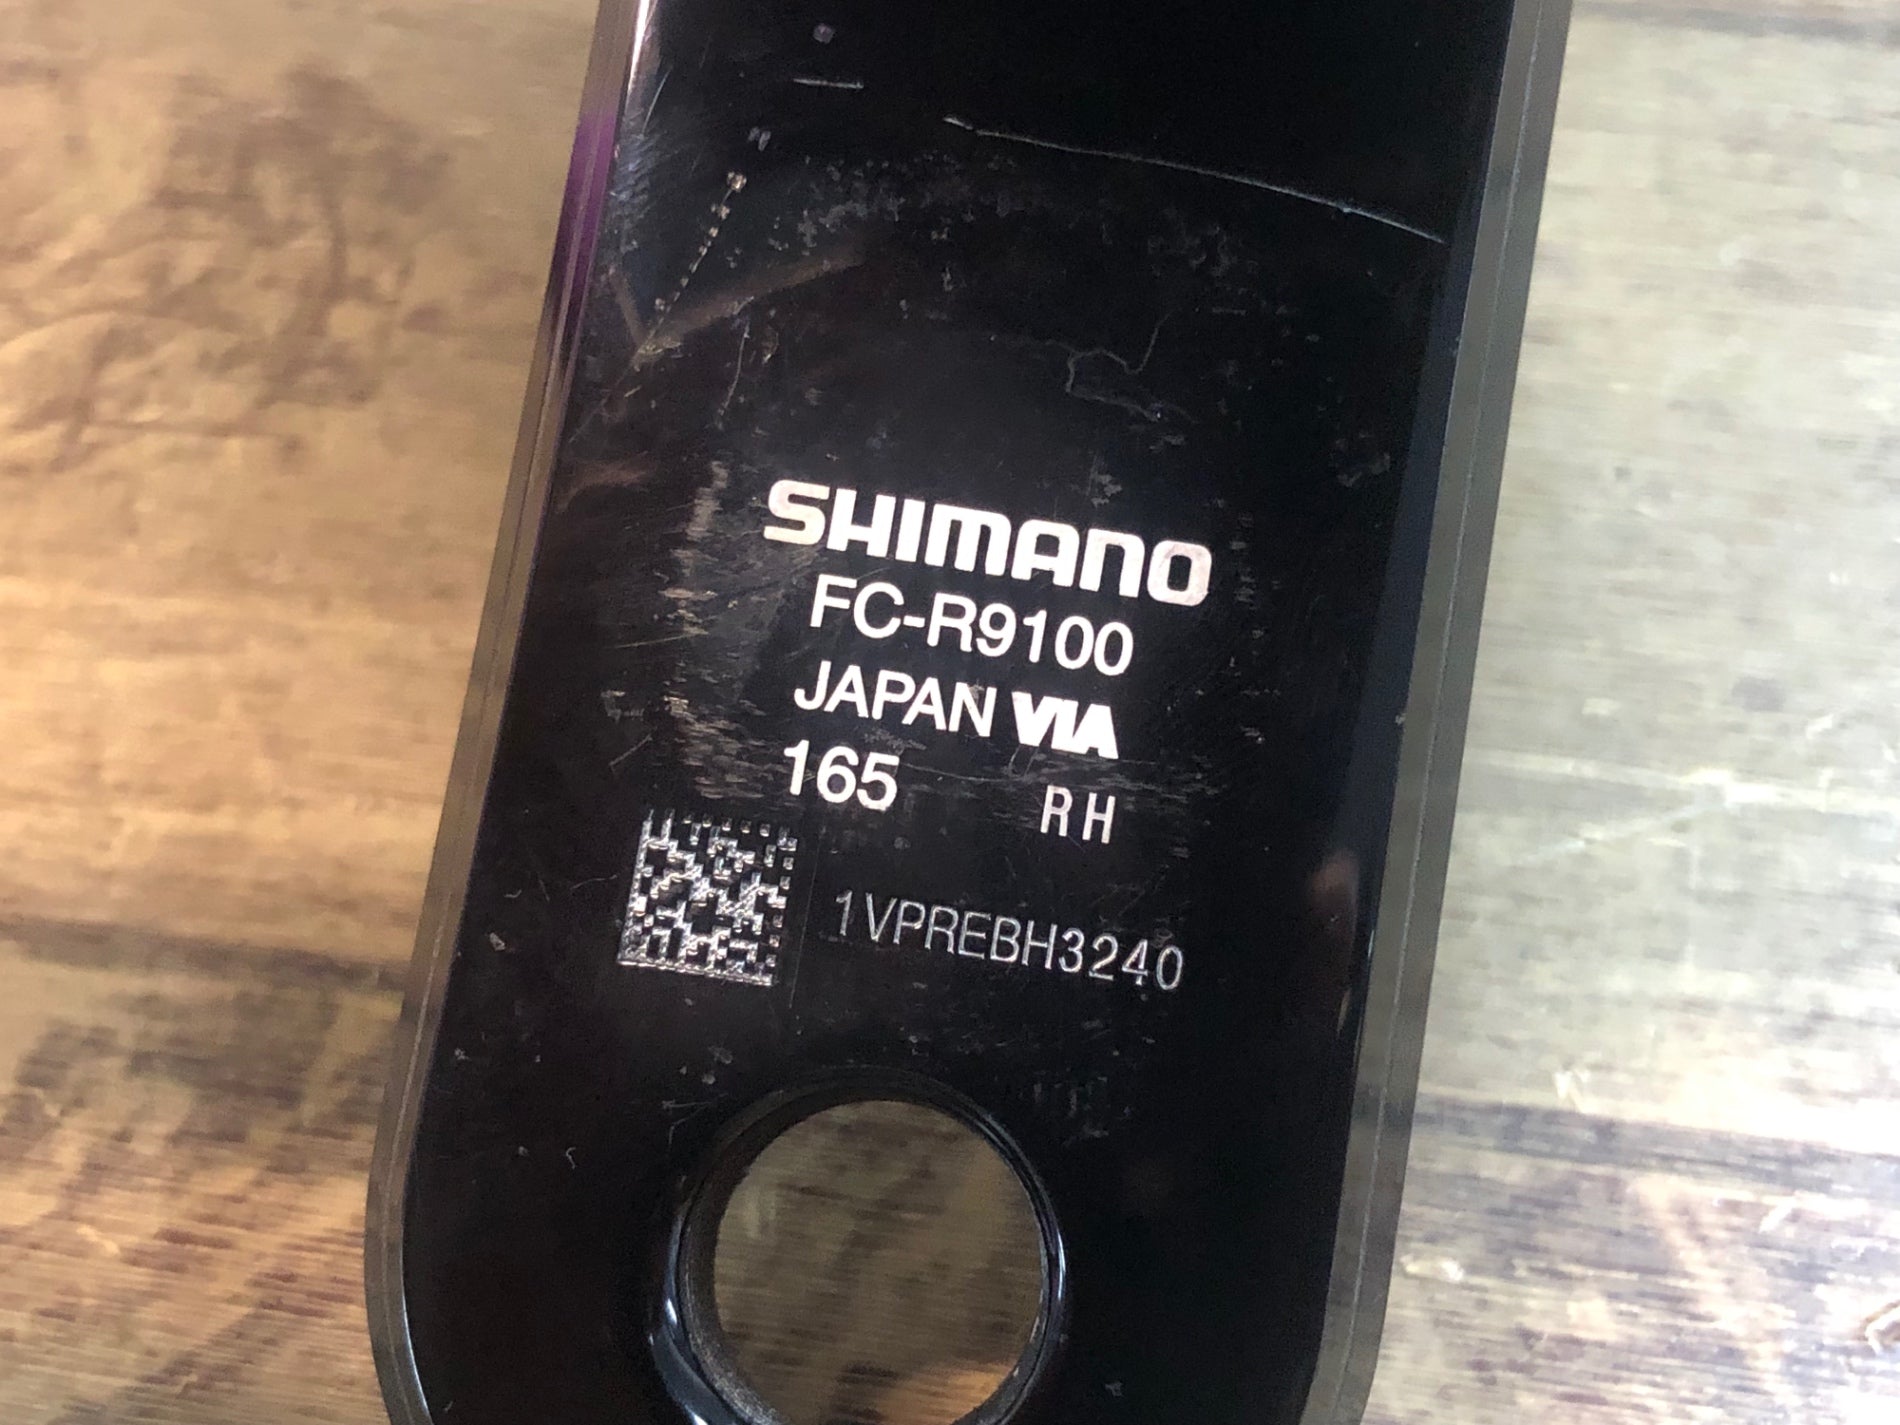 SHIMANO
FC-R9100
JAPAN VIA
165 RH
1VPREBH3240